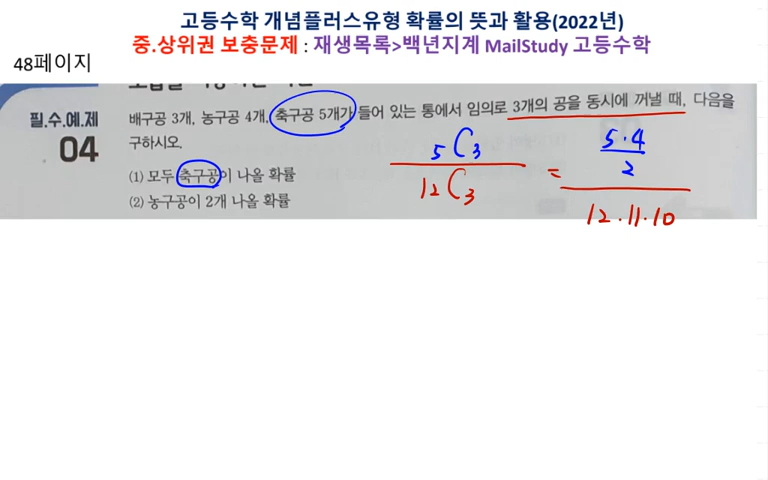 고등수학 개념플러스유형 확률의 뜻과 활용(2022년)
중.상위권 보충문제 : 재생목록>백년지계 MailStudy 고등수학
48페이지
필.수.예.제
04
배구공 3개, 농구공 4개, 축구공 5개가 들어 있는 통에서 임의로 3개의 공을 동시에 꺼낼 때, 다음을
구하시오.
(1) 모두 축구공이 나올 확률
(2) 농구공이 2개 나올 확률
5C3
12C3
=
5·4
2
12·11·10